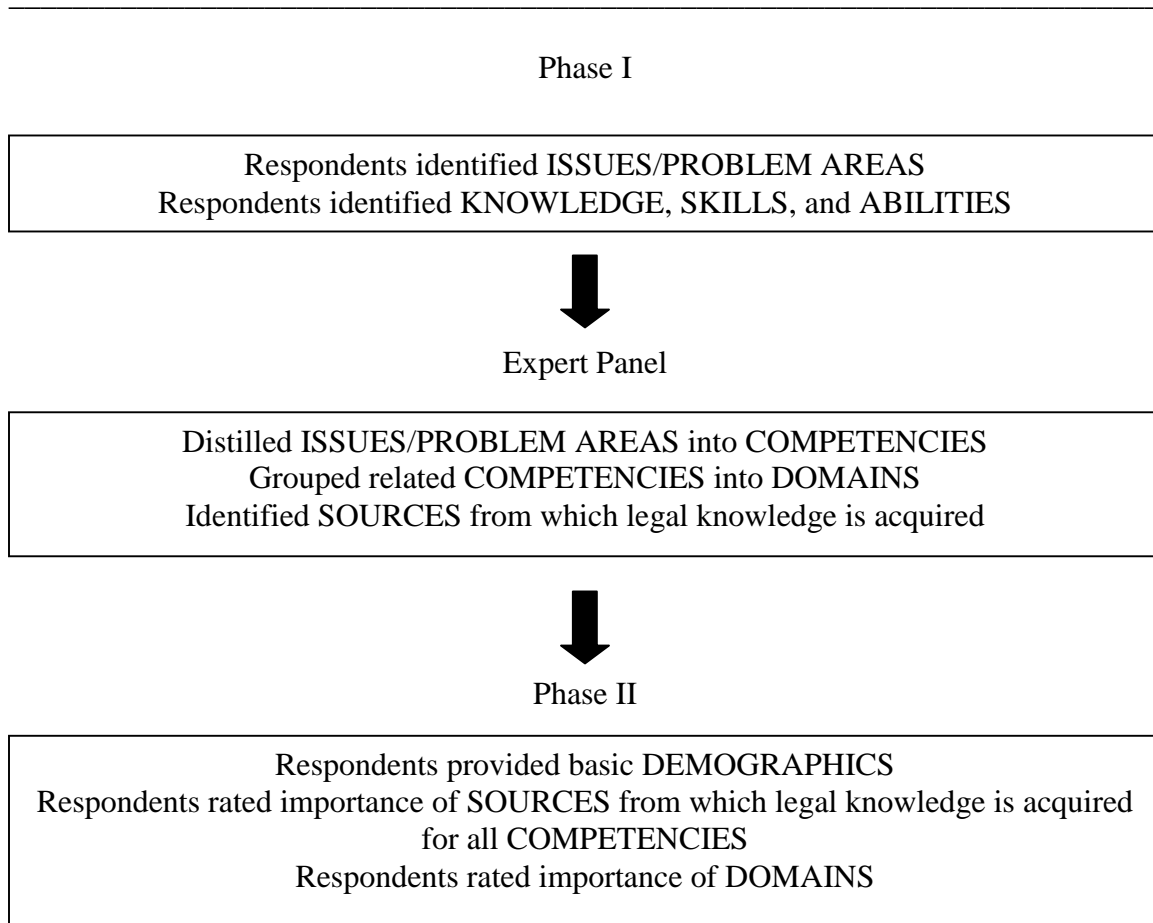 Phase I
Respondents identified ISSUES/PROBLEM AREAS
Respondents identified KNOWLEDGE, SKILLS, and ABILITIES
Expert Panel
Distilled ISSUES/PROBLEM AREAS into COMPETENCIES
Grouped related COMPETENCIES into DOMAINS
Identified SOURCES from which legal knowledge is acquired
Phase II
Respondents provided basic DEMOGRAPHICS
Respondents rated importance of SOURCES from which legal knowledge is acquired
for all COMPETENCIES
Respondents rated importance of DOMAINS